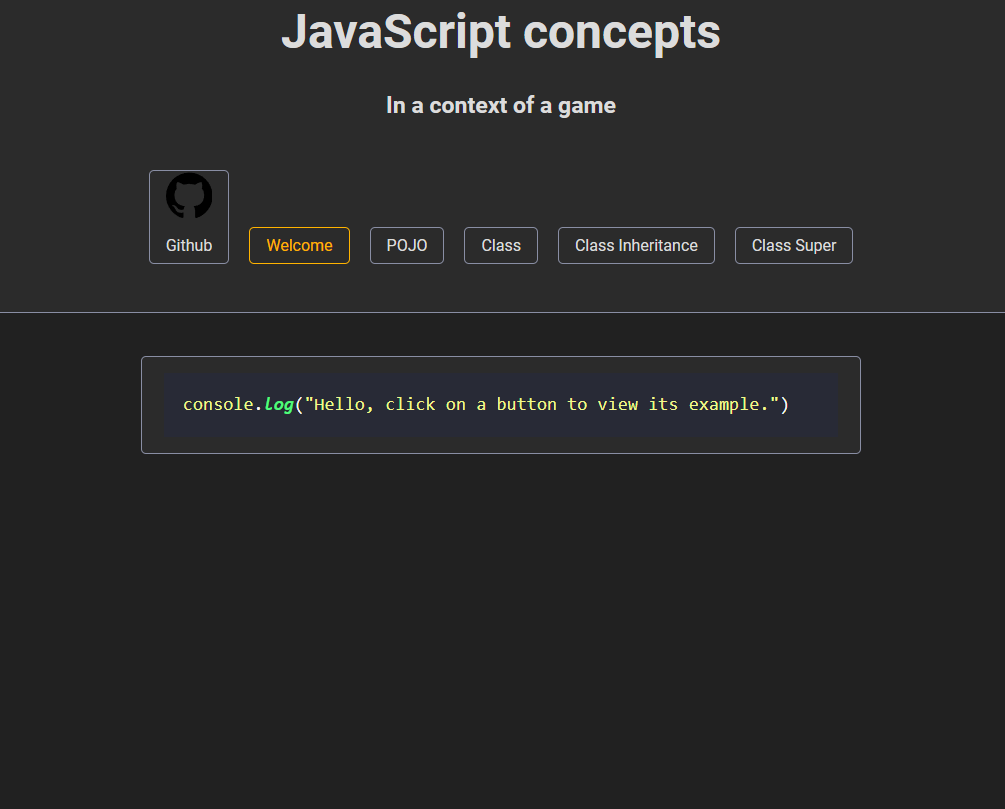 JavaScript concepts
In a context of a game
Github
Welcome
POJO
Class
Class Inheritance
Class Super
console.log("Hello, click on a button to view its example.")